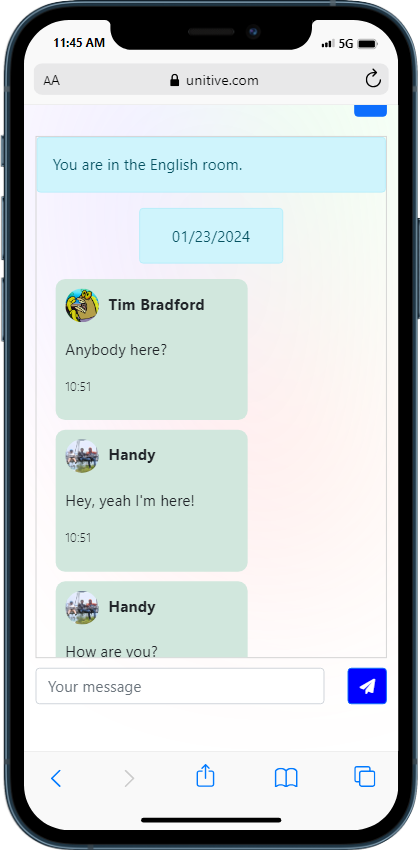 11:45 AM
5G
AA
unitive.com
You are in the English room.
01/23/2024
Tim Bradford
Anybody here?
10:51
Handy
Hey, yeah I'm here!
10:51
Handy
How are you?
Your message